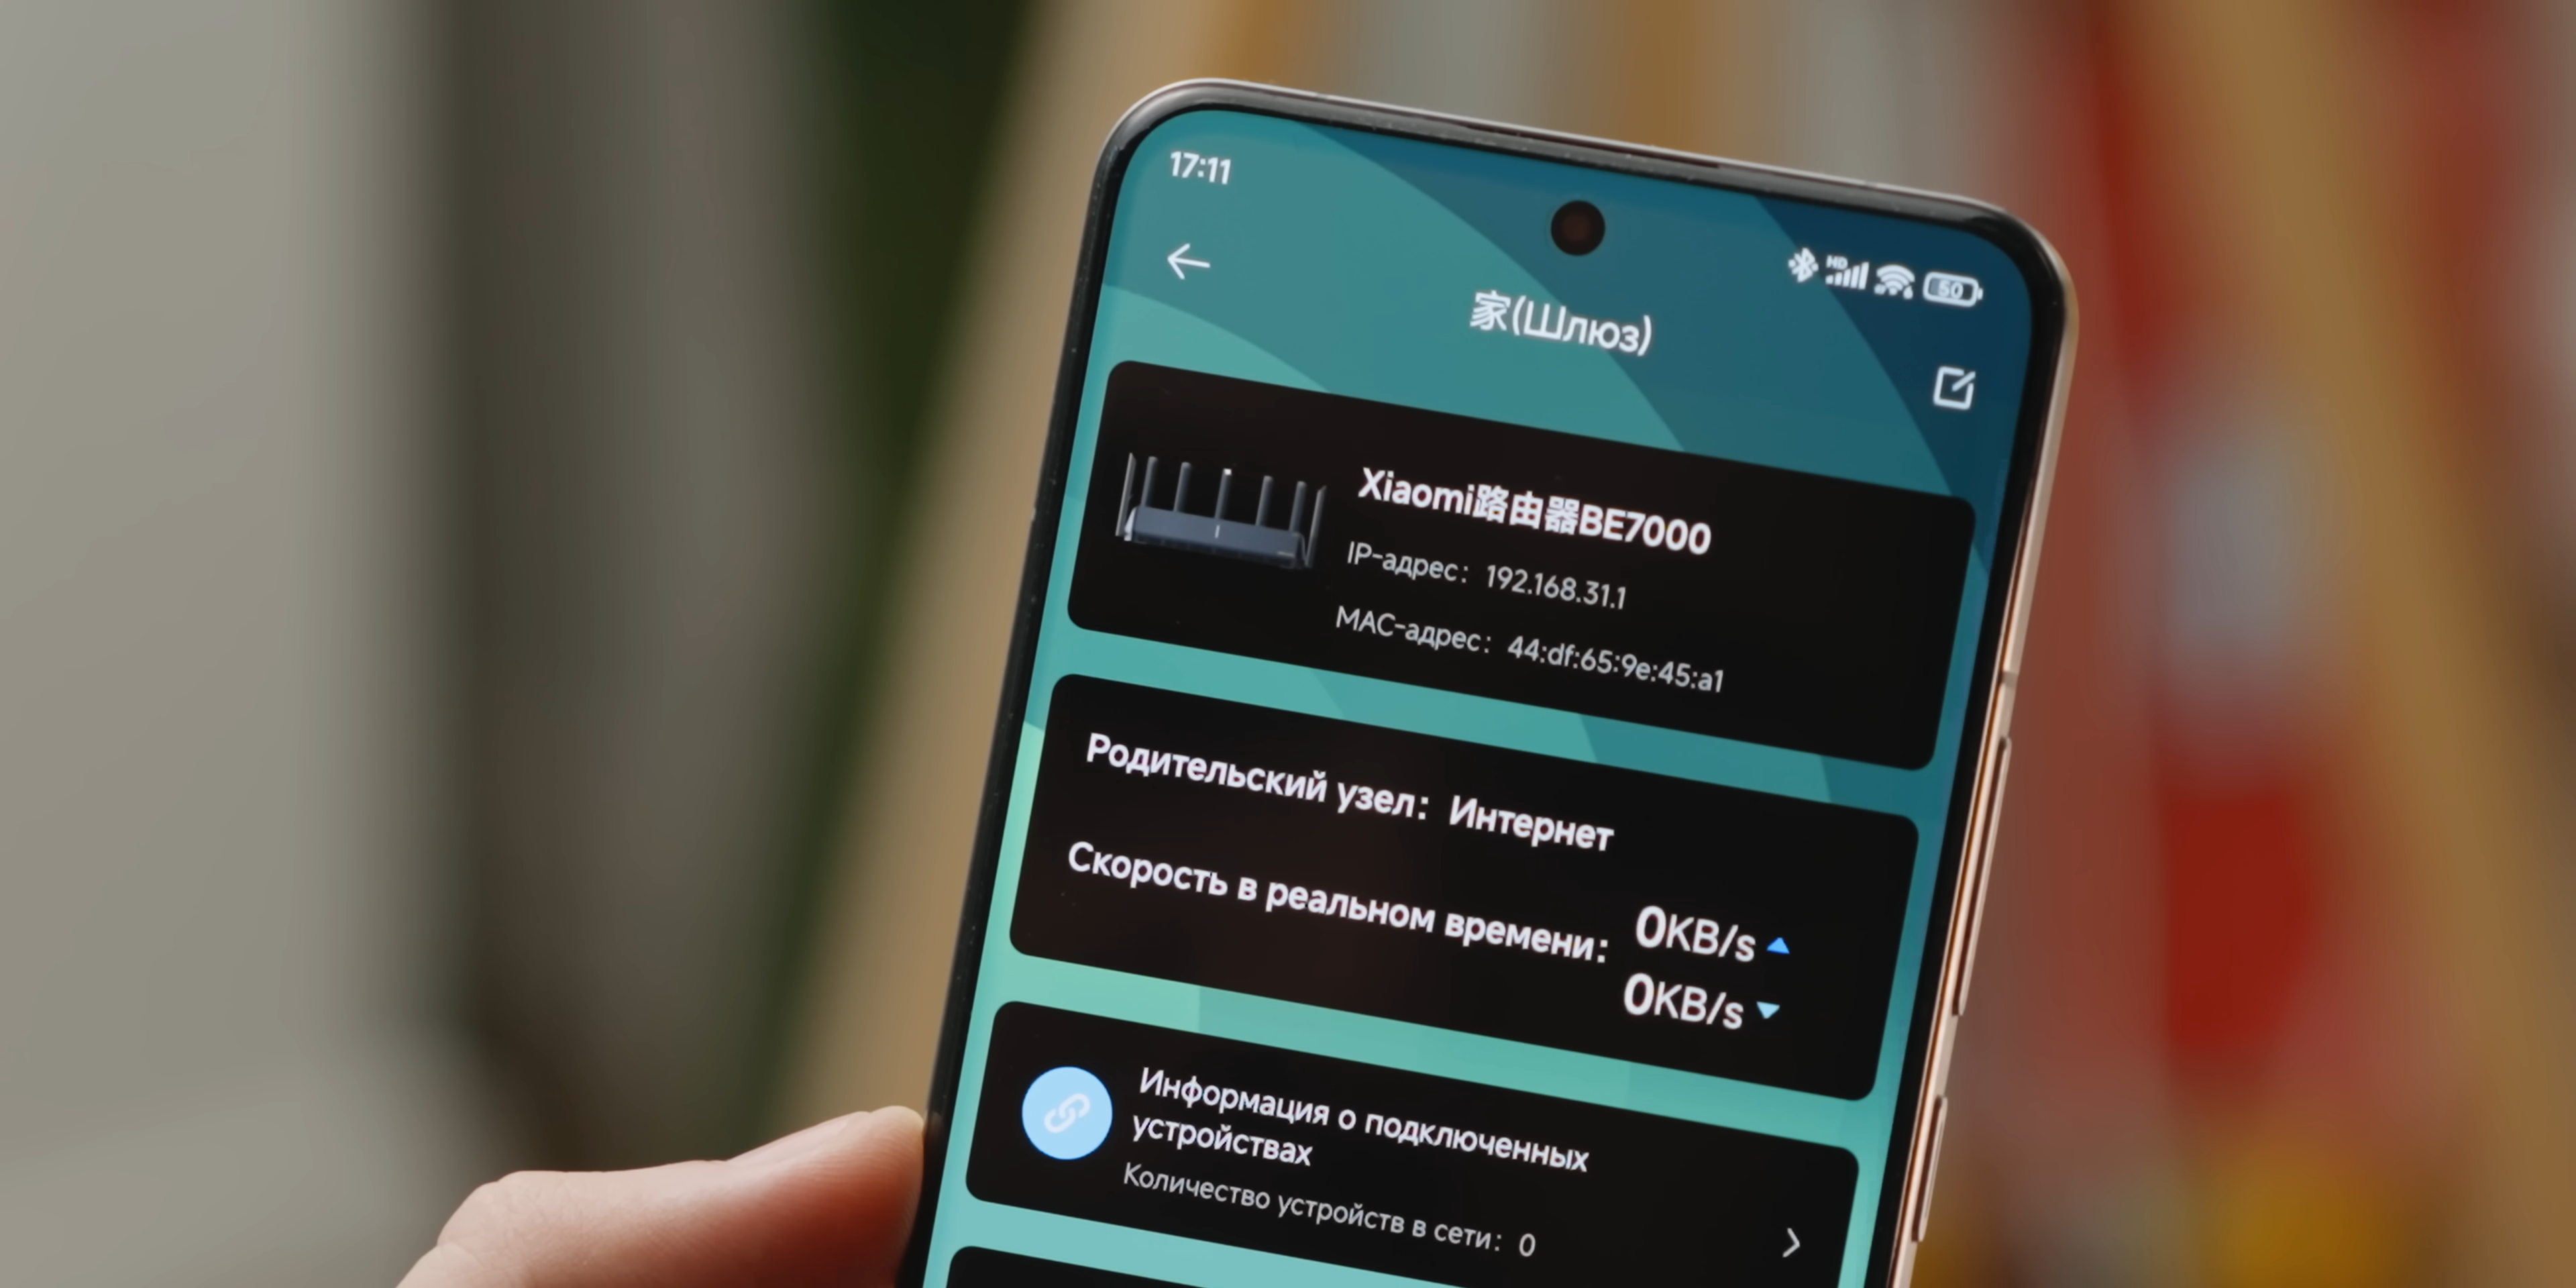 17:11
HD
50
家(Шлюз)
Xiaomi路由器BE7000
IP-адрес: 192.168.31.1
MAC-адрес: 44:df:65:9e:45:a1
Родительский узел: Интернет
Скорость в реальном времени: 0KB/s
0KB/s
Информация о подключенных
устройствах
Количество устройств в сети: 0